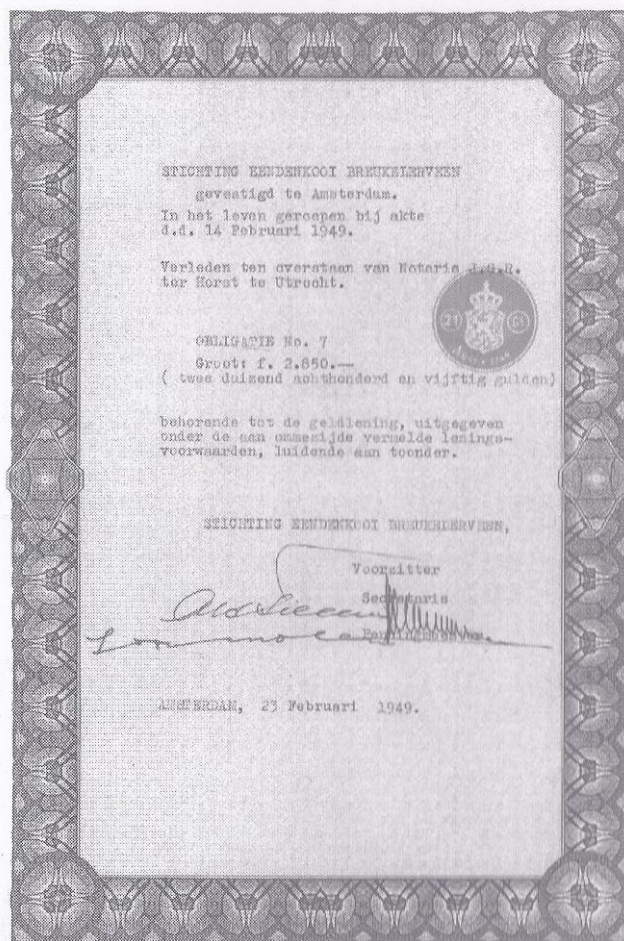 STICHTING EENDENKOOI BREUKELERVEEN
gevestigd te Amsterdam.
In het leven geroepen bij akte
d.d. 14 Februari 1949.
Verleden ten overstaan van Notaris J.G.R.
ter Horst te Utrecht.
21 61
OBLIGATIE No. 7
Groot: f. 2.850.—
( twee duizend achthonderd en vijftig gulden)
behorende tot de geldlening, uitgegeven
onder de aan ommezijde vermelde lenings-
voorwaarden, luidende aan toonder.
STICHTING EENDENKOOI BREUKELERVEEN,
Voorzitter
Secretaris
Penningmeester
AMSTERDAM, 23 Februari 1949.